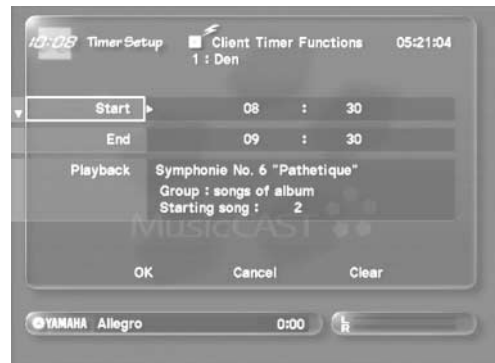 10:08 Timer Setup Client Timer Functions 05:21:04
1 : Den
Start 08 : 30
End 09 : 30
Playback Symphonie No. 6 "Pathetique"
Group : songs of album
Starting song : 2
MusicCAST
OK Cancel Clear
YAMAHA Allegro 0:00 L
R